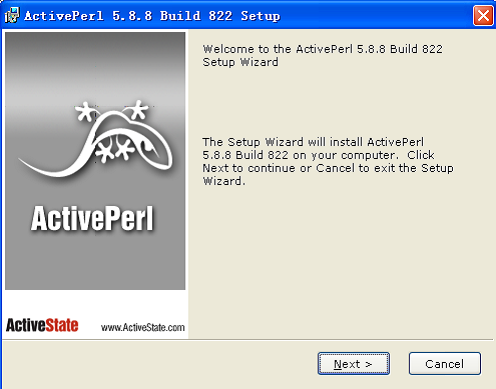 ActivePerl 5.8.8 Build 822 Setup
Welcome to the ActivePerl 5.8.8 Build 822
Setup Wizard
The Setup Wizard will install ActivePerl
5.8.8 Build 822 on your computer.  Click
Next to continue or Cancel to exit the Setup
Wizard.
ActivePerl
ActiveState
www.ActiveState.com
Next >
Cancel